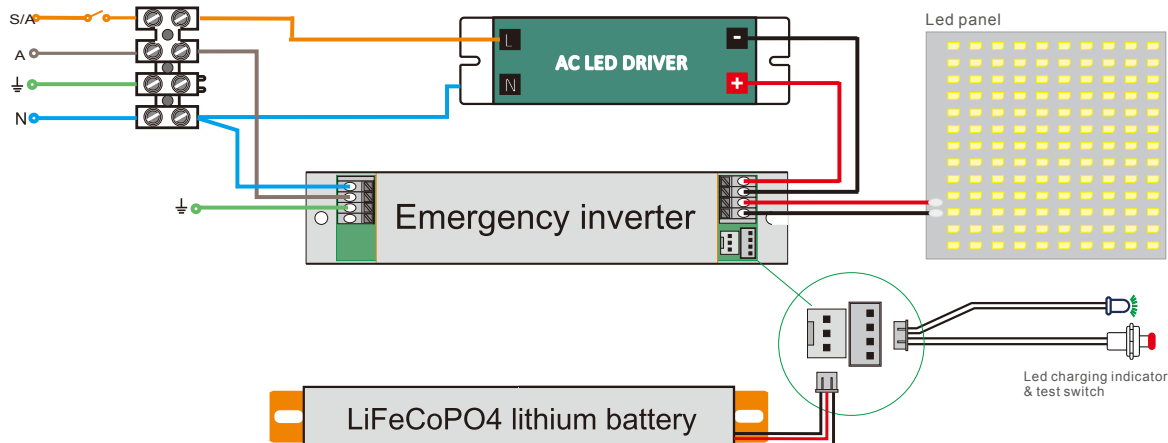 S/A
A
N
L
N
AC LED DRIVER
-
+
Led panel
Emergency inverter
Led charging indicator
& test switch
LiFeCoPO4 lithium battery